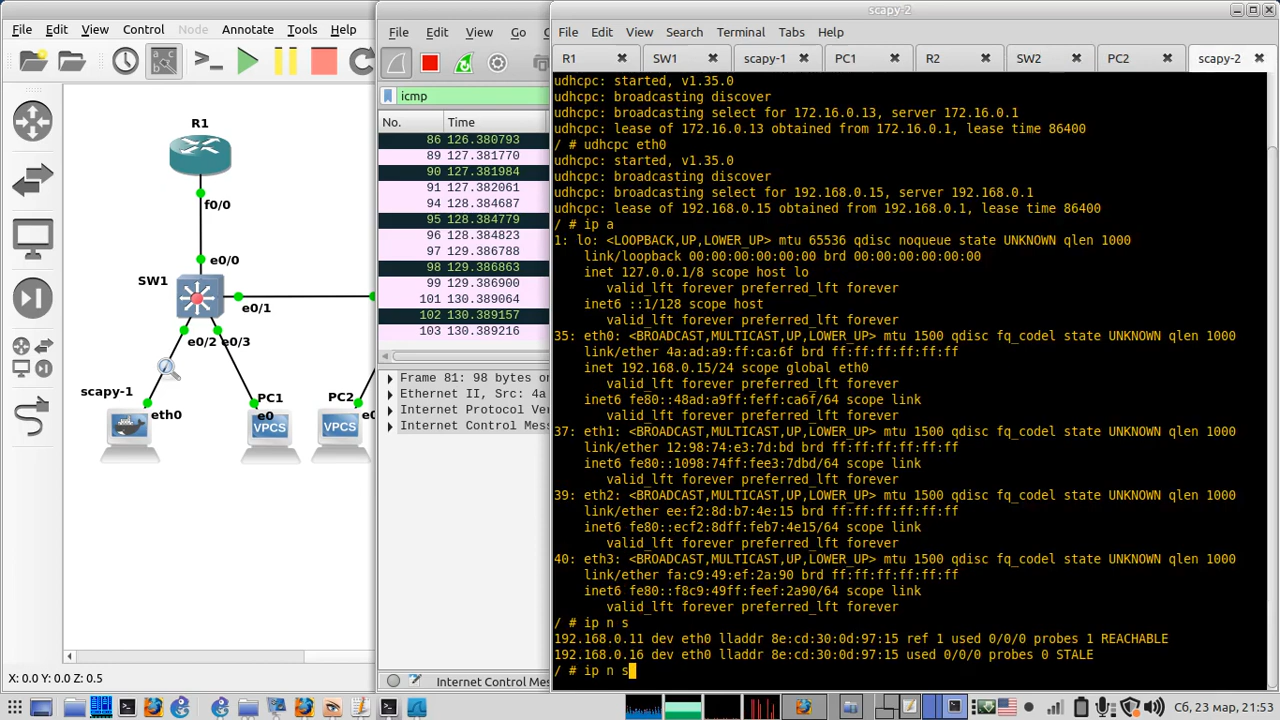 File Edit View Control Node Annotate Tools Help
R1
f0/0
e0/0
SW1
e0/1
e0/2 e0/3
scapy-1
eth0
PC1
e0
VPCS
PC2
VPCS
X: 0.0 Y: 0.0 Z: 0.5
File Edit View Go
icmp
No. Time
86 126.380793
89 127.381770
90 127.381984
91 127.382061
94 128.384687
95 128.384779
96 128.384823
97 129.386788
98 129.386863
99 129.386900
101 130.389064
102 130.389157
103 130.389216
Frame 81: 98 bytes on
Ethernet II, Src: 4a
Internet Protocol Ver
Internet Control Mess
Internet Control Mess
scapy-2
File Edit View Search Terminal Tabs Help
R1 SW1 scapy-1 PC1 R2 SW2 PC2 scapy-2
udhcpc: started, v1.35.0
udhcpc: broadcasting discover
udhcpc: broadcasting select for 172.16.0.13, server 172.16.0.1
udhcpc: lease of 172.16.0.13 obtained from 172.16.0.1, lease time 86400
/ # udhcpc eth0
udhcpc: started, v1.35.0
udhcpc: broadcasting discover
udhcpc: broadcasting select for 192.168.0.15, server 192.168.0.1
udhcpc: lease of 192.168.0.15 obtained from 192.168.0.1, lease time 86400
/ # ip a
1: lo: <LOOPBACK,UP,LOWER_UP> mtu 65536 qdisc noqueue state UNKNOWN qlen 1000
link/loopback 00:00:00:00:00:00 brd 00:00:00:00:00:00
inet 127.0.0.1/8 scope host lo
valid_lft forever preferred_lft forever
inet6 ::1/128 scope host
valid_lft forever preferred_lft forever
35: eth0: <BROADCAST,MULTICAST,UP,LOWER_UP> mtu 1500 qdisc fq_codel state UNKNOWN qlen 1000
link/ether 4a:ad:a9:ff:ca:6f brd ff:ff:ff:ff:ff:ff
inet 192.168.0.15/24 scope global eth0
valid_lft forever preferred_lft forever
inet6 fe80::48ad:a9ff:feff:ca6f/64 scope link
valid_lft forever preferred_lft forever
37: eth1: <BROADCAST,MULTICAST,UP,LOWER_UP> mtu 1500 qdisc fq_codel state UNKNOWN qlen 1000
link/ether 12:98:74:e3:7d:bd brd ff:ff:ff:ff:ff:ff
inet6 fe80::1098:74ff:fee3:7dbd/64 scope link
valid_lft forever preferred_lft forever
39: eth2: <BROADCAST,MULTICAST,UP,LOWER_UP> mtu 1500 qdisc fq_codel state UNKNOWN qlen 1000
link/ether ee:f2:8d:b7:4e:15 brd ff:ff:ff:ff:ff:ff
inet6 fe80::ecf2:8dff:feb7:4e15/64 scope link
valid_lft forever preferred_lft forever
40: eth3: <BROADCAST,MULTICAST,UP,LOWER_UP> mtu 1500 qdisc fq_codel state UNKNOWN qlen 1000
link/ether fa:c9:49:ef:2a:90 brd ff:ff:ff:ff:ff:ff
inet6 fe80::f8c9:49ff:feef:2a90/64 scope link
valid_lft forever preferred_lft forever
/ # ip n s
192.168.0.11 dev eth0 lladdr 8e:cd:30:0d:97:15 ref 1 used 0/0/0 probes 1 REACHABLE
192.168.0.16 dev eth0 lladdr 8e:cd:30:0d:97:15 used 0/0/0 probes 0 STALE
/ # ip n s
Сб, 23 мар, 21:53